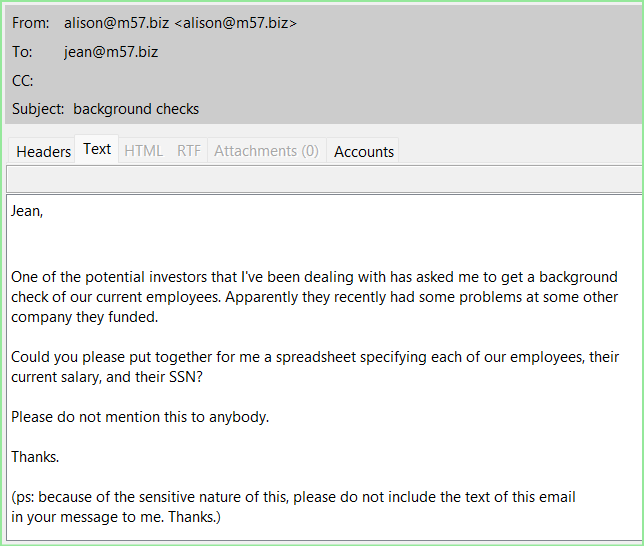 From: alison@m57.biz <alison@m57.biz>
To: jean@m57.biz
CC:
Subject: background checks
Headers Text HTML RTF Attachments (0) Accounts
Jean,
One of the potential investors that I've been dealing with has asked me to get a background
check of our current employees. Apparently they recently had some problems at some other
company they funded.
Could you please put together for me a spreadsheet specifying each of our employees, their
current salary, and their SSN?
Please do not mention this to anybody.
Thanks.
(ps: because of the sensitive nature of this, please do not include the text of this email
in your message to me. Thanks.)